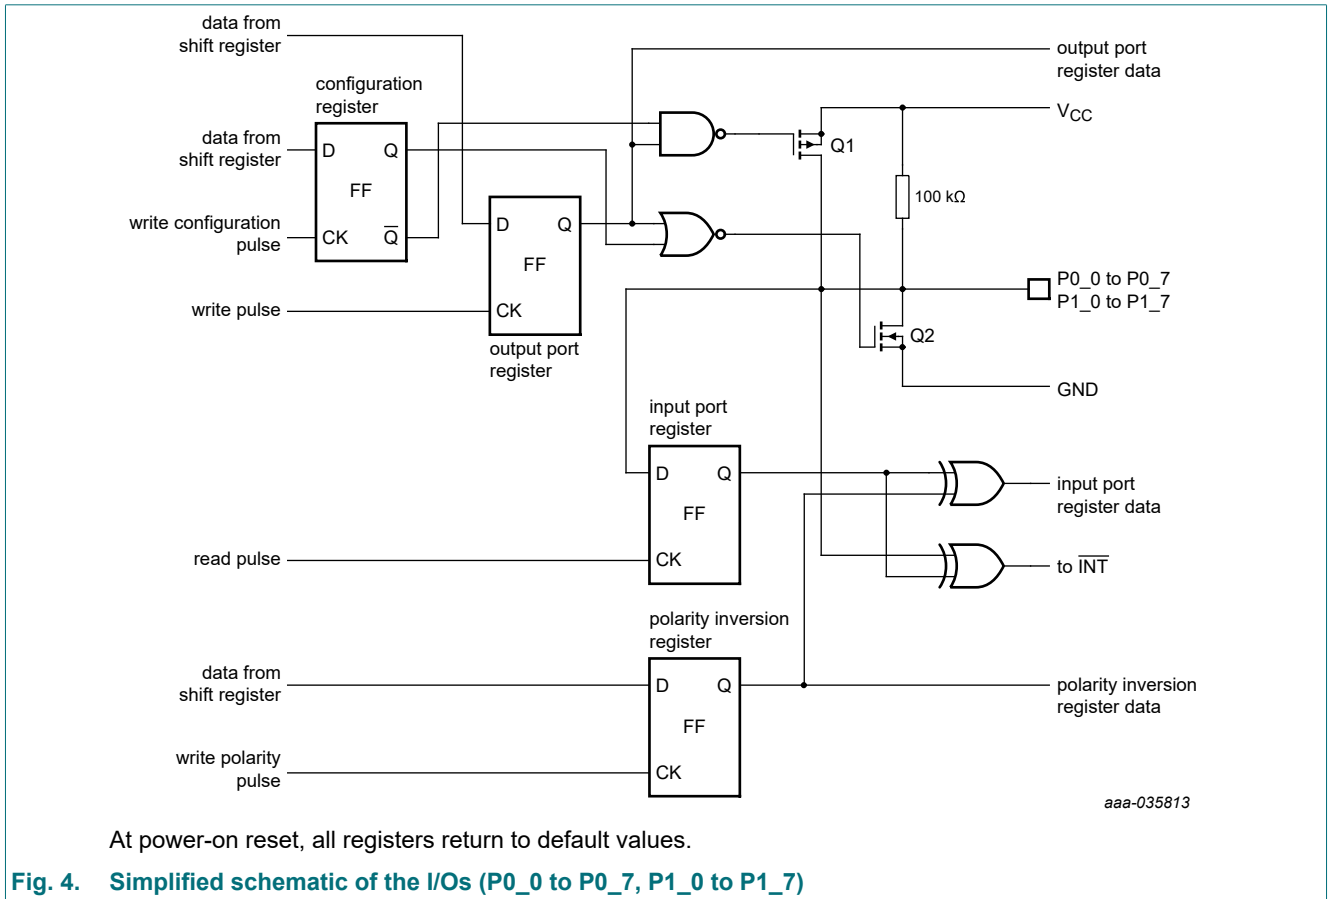 data from
shift register
output port
register data
configuration
register
VCC
data from
shift register
D
Q
Q1
FF
100 kΩ
write configuration
pulse
CK
Q̅
D
Q
FF
P0_0 to P0_7
P1_0 to P1_7
write pulse
CK
Q2
output port
register
GND
input port
register
D
Q
input port
register data
FF
read pulse
CK
to I̅N̅T̅
polarity inversion
register
data from
shift register
D
Q
polarity inversion
register data
FF
write polarity
pulse
CK
aaa-035813
At power-on reset, all registers return to default values.
Fig. 4. Simplified schematic of the I/Os (P0_0 to P0_7, P1_0 to P1_7)